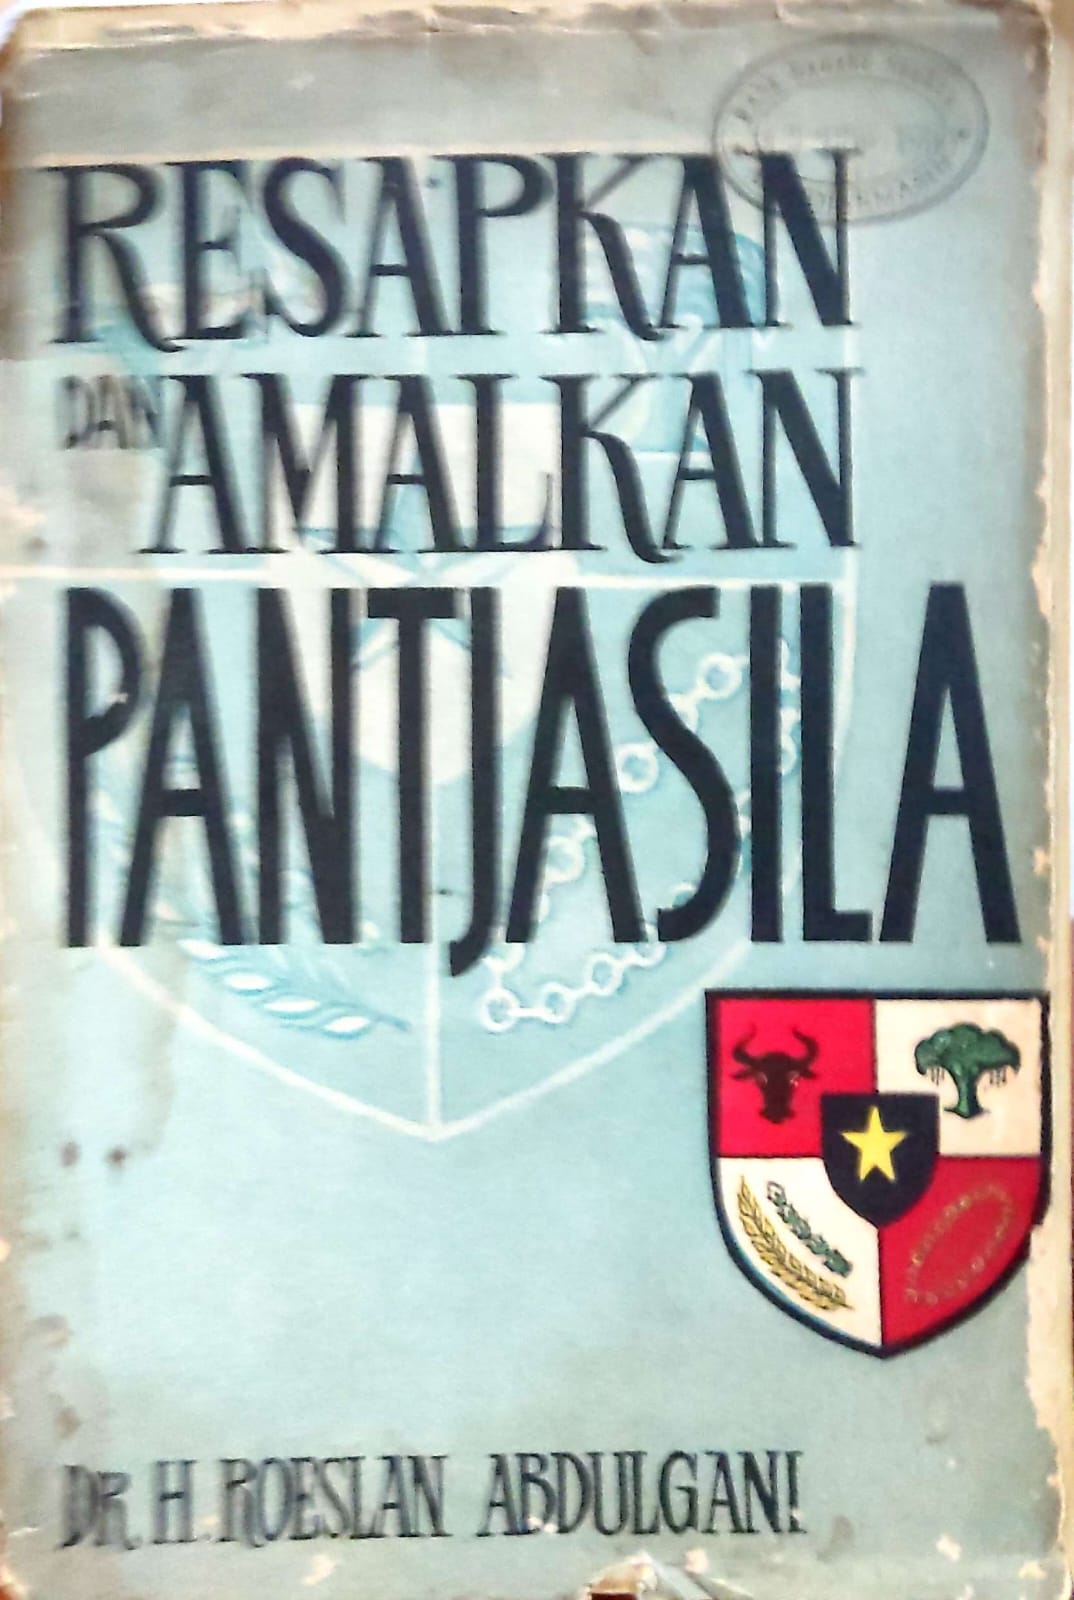 RESAPKAN
DAN AMALKAN
PANTJASILA
DR. H. ROESLAN ABDULGANI